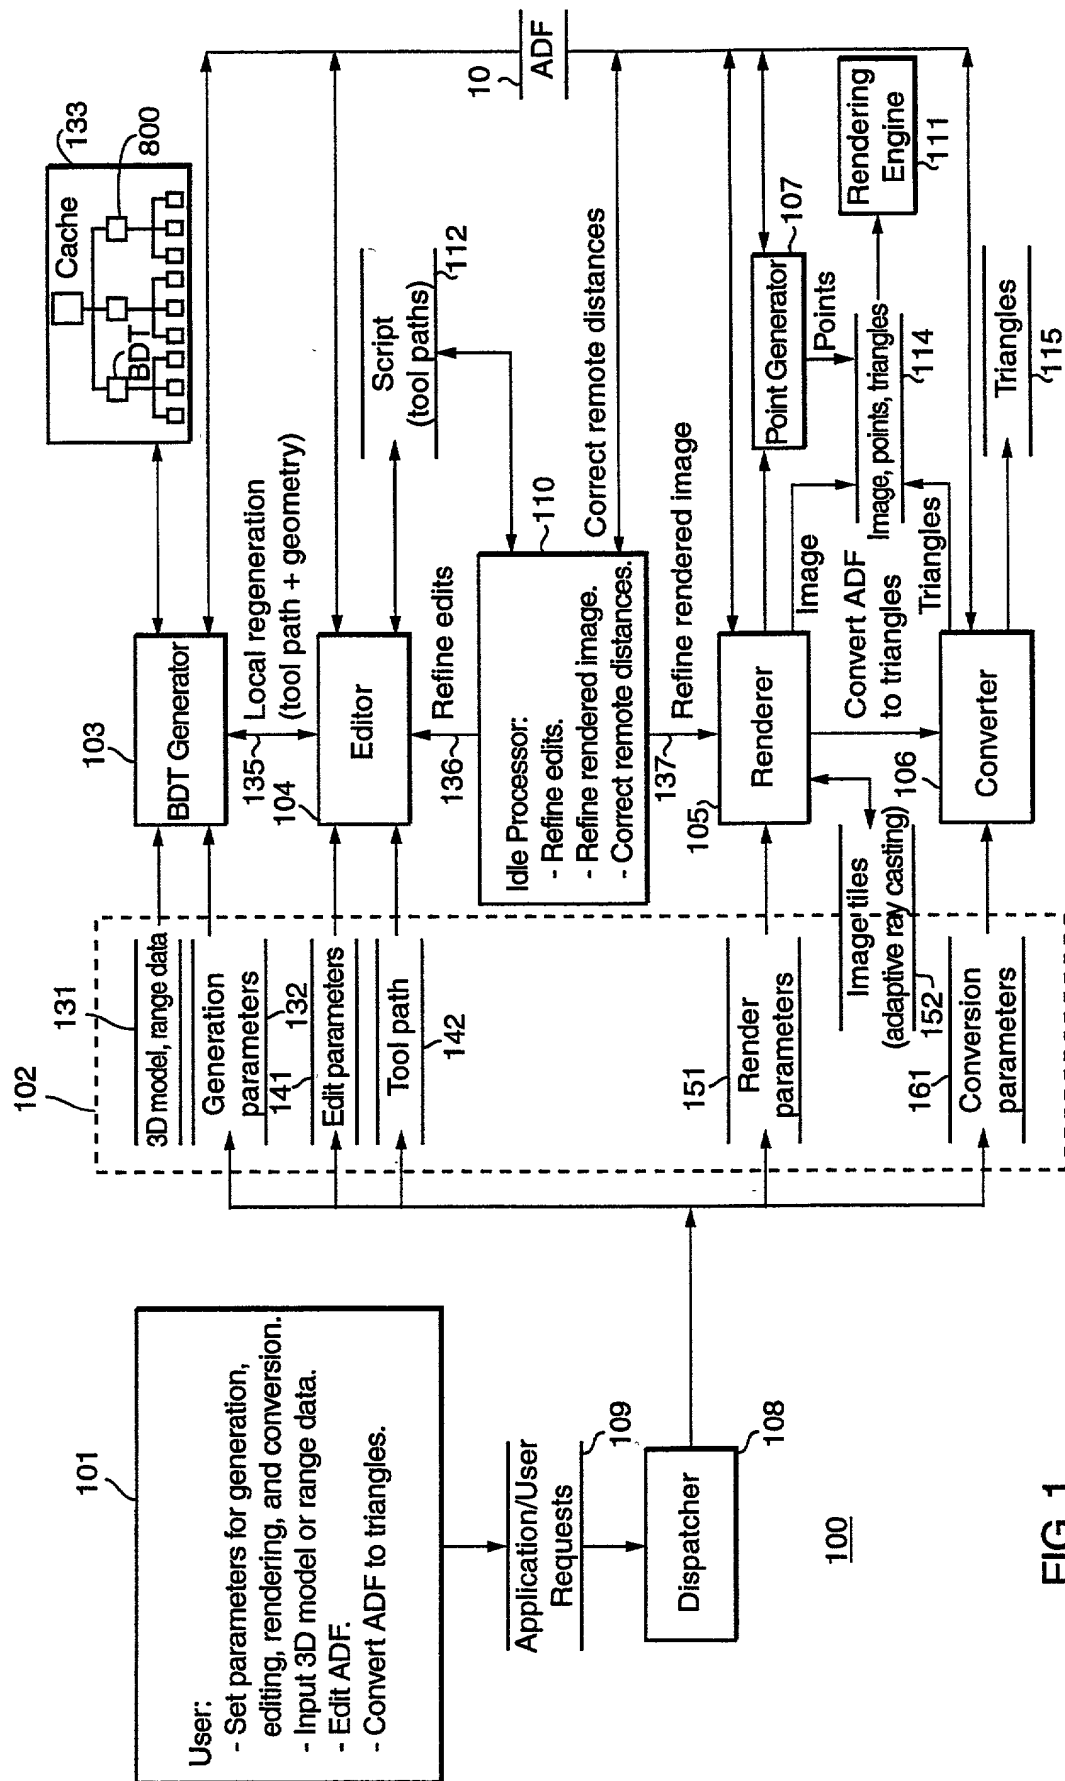 101
User:
- Set parameters for generation,
editing, rendering, and conversion.
- Input 3D model or range data.
- Edit ADF.
- Convert ADF to triangles.
Application/User
Requests
109
Dispatcher
108
100
102
131
3D model, range data
Generation
parameters
132
141
Edit parameters
Tool path
142
151
Render
parameters
Image tiles
(adaptive ray casting)
152
161
Conversion
parameters
103
BDT Generator
135
Local regeneration
(tool path + geometry)
104
Editor
136
Refine edits
110
Idle Processor:
- Refine edits.
- Refine rendered image.
- Correct remote distances.
137
Refine rendered image
105
Renderer
Convert ADF
to triangles
106
Converter
133
Cache
BDT
800
Script
(tool paths)
112
Correct remote distances
10
ADF
Point Generator
107
Points
Image
Image, points, triangles
114
Triangles
Rendering
Engine
111
Triangles
115
FIG. 1